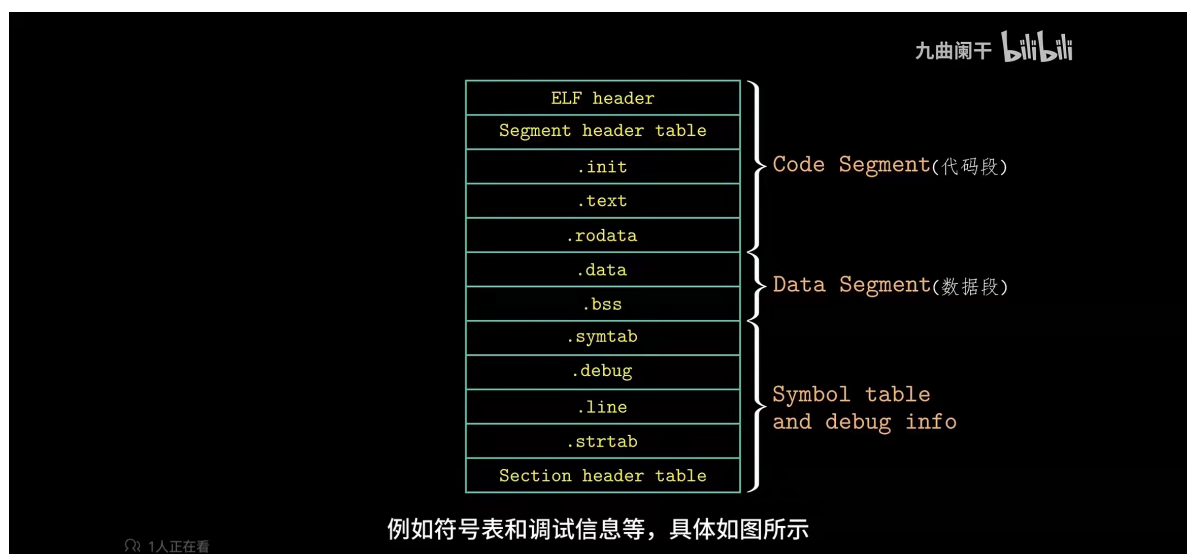 九曲阑干 bilibili
ELF header
Segment header table
.init
.text
.rodata
.data
.bss
.symtab
.debug
.line
.strtab
Section header table
Code Segment(代码段)
Data Segment(数据段)
Symbol table
and debug info
例如符号表和调试信息等，具体如图所示
1人正在看